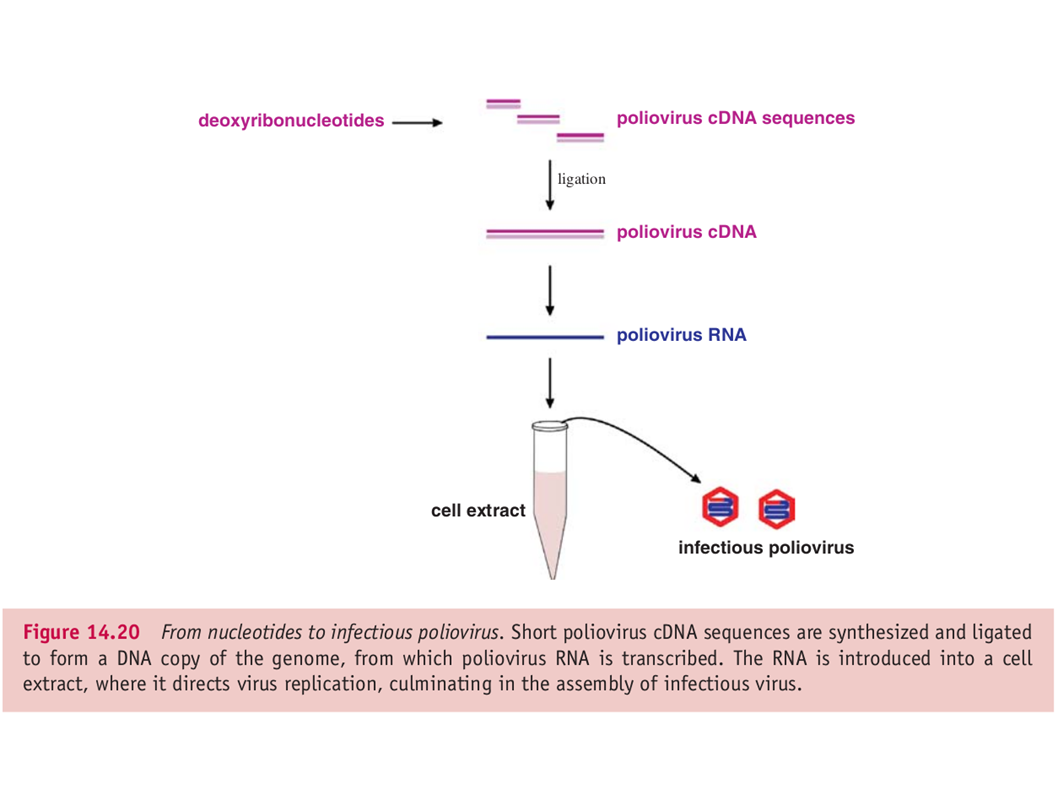 deoxyribonucleotides
poliovirus cDNA sequences
ligation
poliovirus cDNA
poliovirus RNA
cell extract
infectious poliovirus
Figure 14.20 From nucleotides to infectious poliovirus. Short poliovirus cDNA sequences are synthesized and ligated
to form a DNA copy of the genome, from which poliovirus RNA is transcribed. The RNA is introduced into a cell
extract, where it directs virus replication, culminating in the assembly of infectious virus.